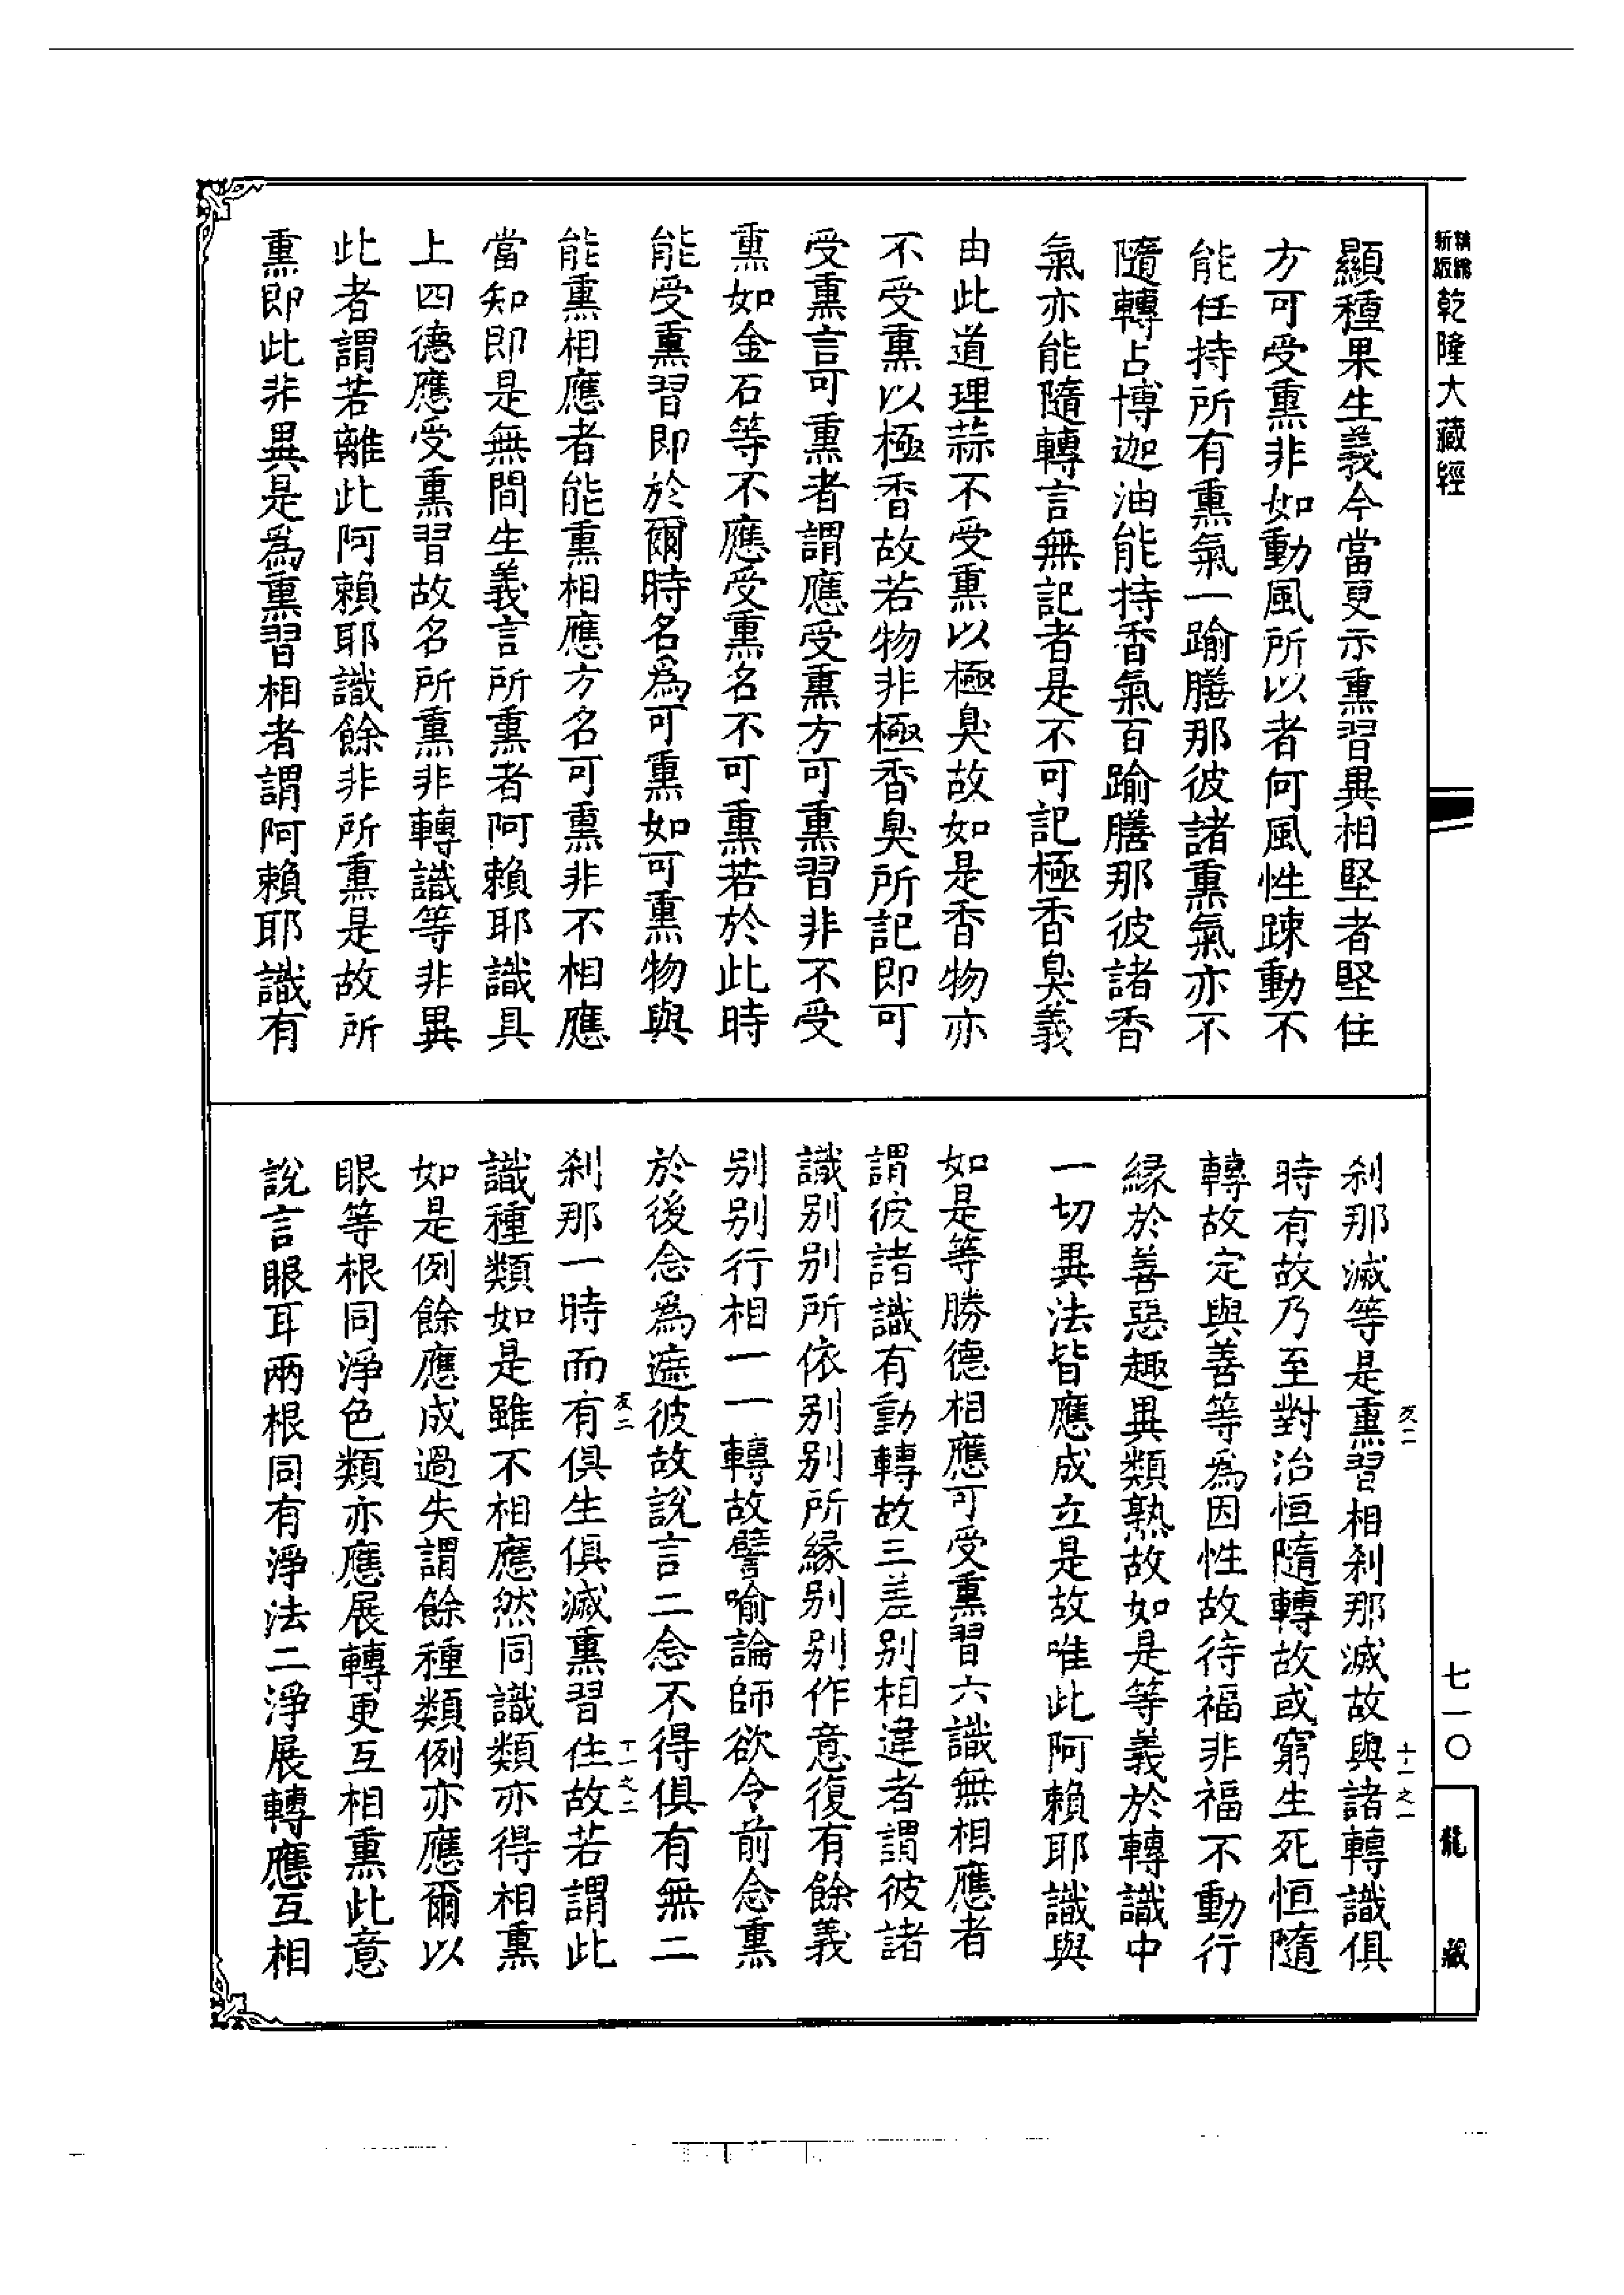 新編縮版乾隆大藏經
顯種果生義今當更示熏習異相堅者堅住
方可受熏非如動風所以者何風性疎動不
能任持所有熏氣一踰膳那彼諸熏氣亦不
隨轉占博迦油能持香氣百踰膳那彼諸香
氣亦能隨轉言無記者是不可記極香臭義
由此道理蒜不受熏以極臭故如是香物亦
不受熏以極香故若物非極香臭所記即可
受熏言可熏者謂應受熏方可熏習非不受
熏如金石等不應受熏名不可熏若於此時
能受熏習即於爾時名為可熏如可熏物與
能熏相應者能熏相應方名可熏非不相應
當知即是無間生義言所熏者阿賴耶識具
上四德應受熏習故名所熏非轉識等非異
此者謂若離此阿賴耶識餘非所熏是故所
熏即此非異是為熏習相者謂阿賴耶識有
刹那滅等是熏習相刹那滅故與諸轉識俱
時有故乃至對治恒隨轉故或窮生死恒隨
轉故定與善等為因性故待福非福不動行
緣於善惡趣異類熟故如是等義於轉識中
一切異法皆應成立是故唯此阿賴耶識與
如是等勝德相應可受熏習六識無相應者
謂彼諸識有動轉故三差別相違者謂彼諸
識別別所依別別所緣別別作意復有餘義
別別行相一一轉故譬喻論師欲令前念熏
於後念為遮彼故說言二念不得俱有無二
刹那一時而有俱生俱滅熏習住故若謂此
識種類如是雖不相應然同識類亦得相熏
如是例餘應成過失謂餘種類例亦應爾以
眼等根同淨色類亦應展轉更互相熏此意
說言眼耳兩根同有淨法二淨展轉應互相
十一之一
十一之二
七一〇
龍藏